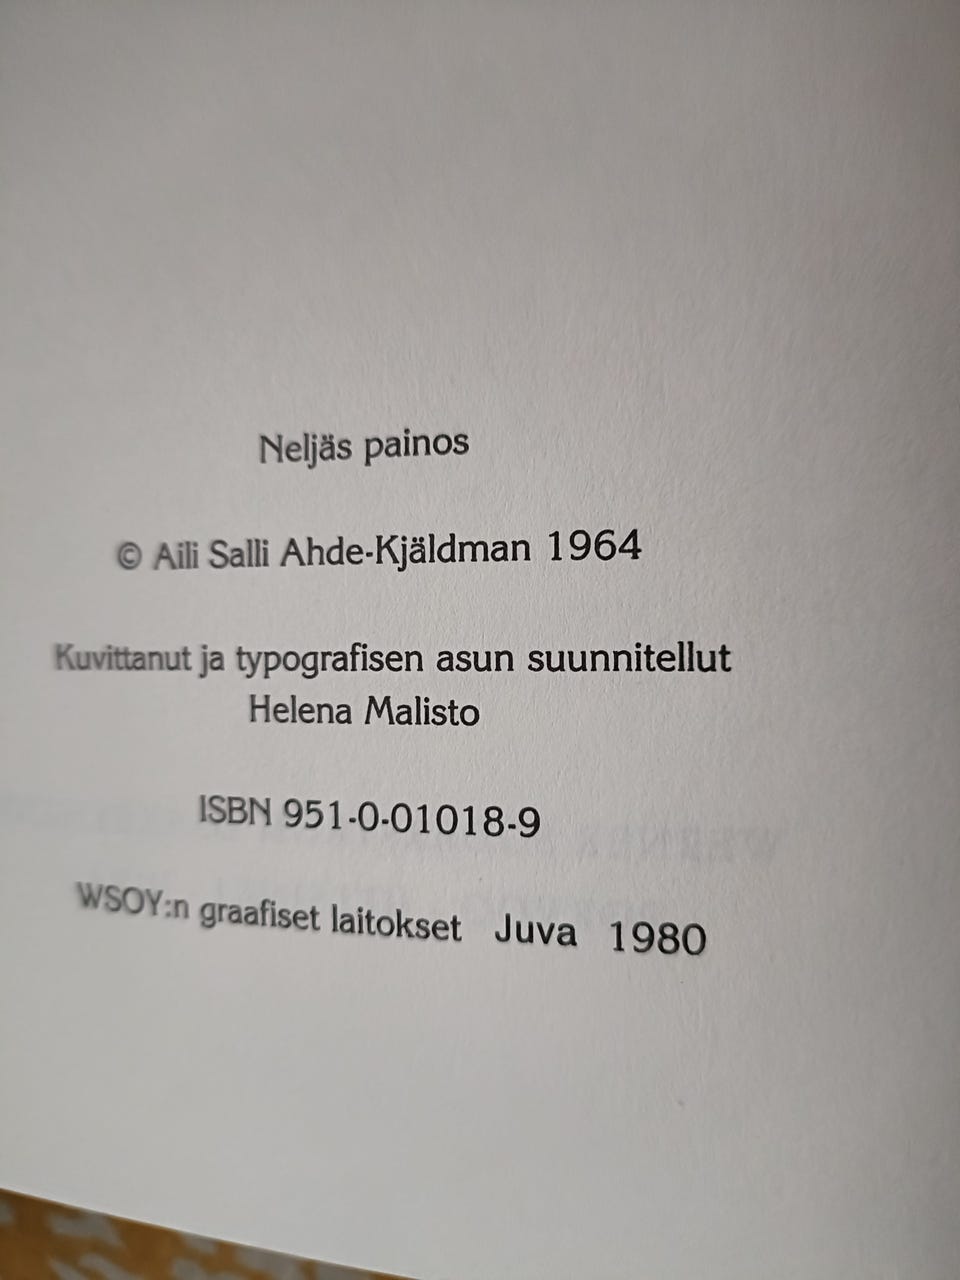 Neljäs painos
© Aili Salli Ahde-Kjäldman 1964
Kuvittanut ja typografisen asun suunnitellut
Helena Malisto
ISBN 951-0-01018-9
WSOY:n graafiset laitokset Juva 1980